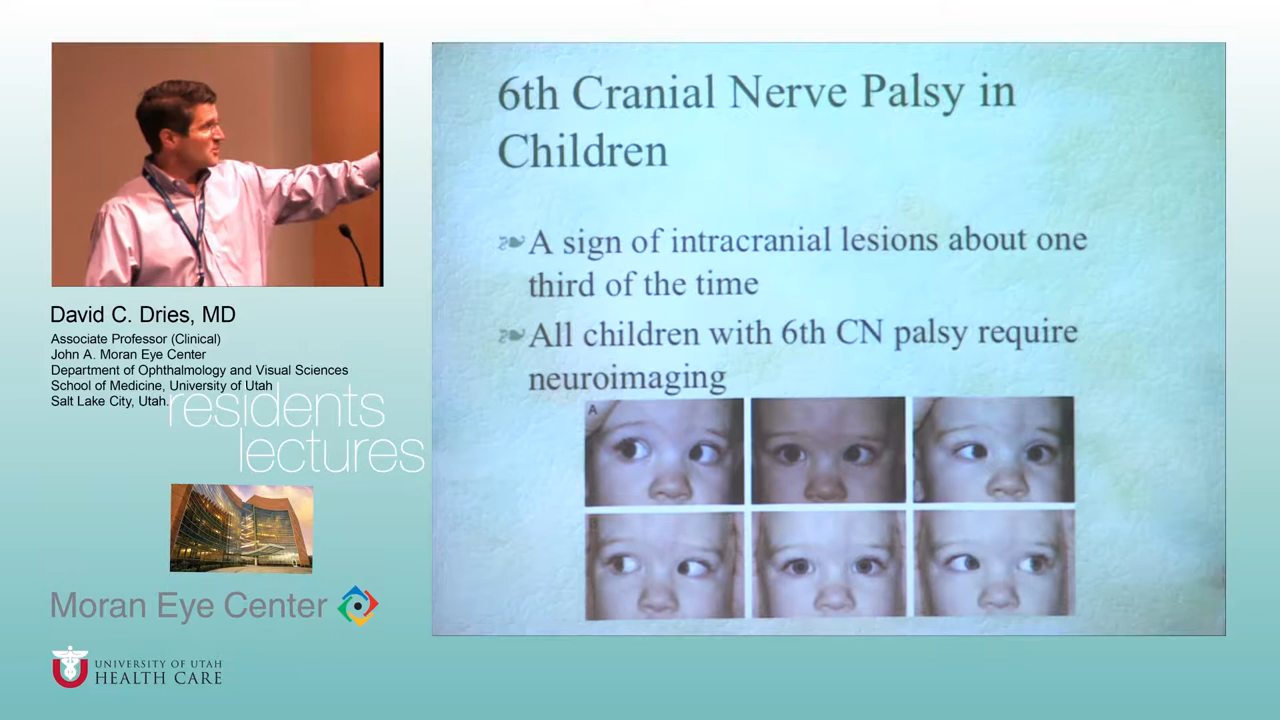 David C. Dries, MD
Associate Professor (Clinical)
John A. Moran Eye Center
Department of Ophthalmology and Visual Sciences
School of Medicine, University of Utah
Salt Lake City, Utah.
residents
lectures
Moran Eye Center
UNIVERSITY OF UTAH
HEALTH CARE
6th Cranial Nerve Palsy in
Children
A sign of intracranial lesions about one
third of the time
All children with 6th CN palsy require
neuroimaging
A